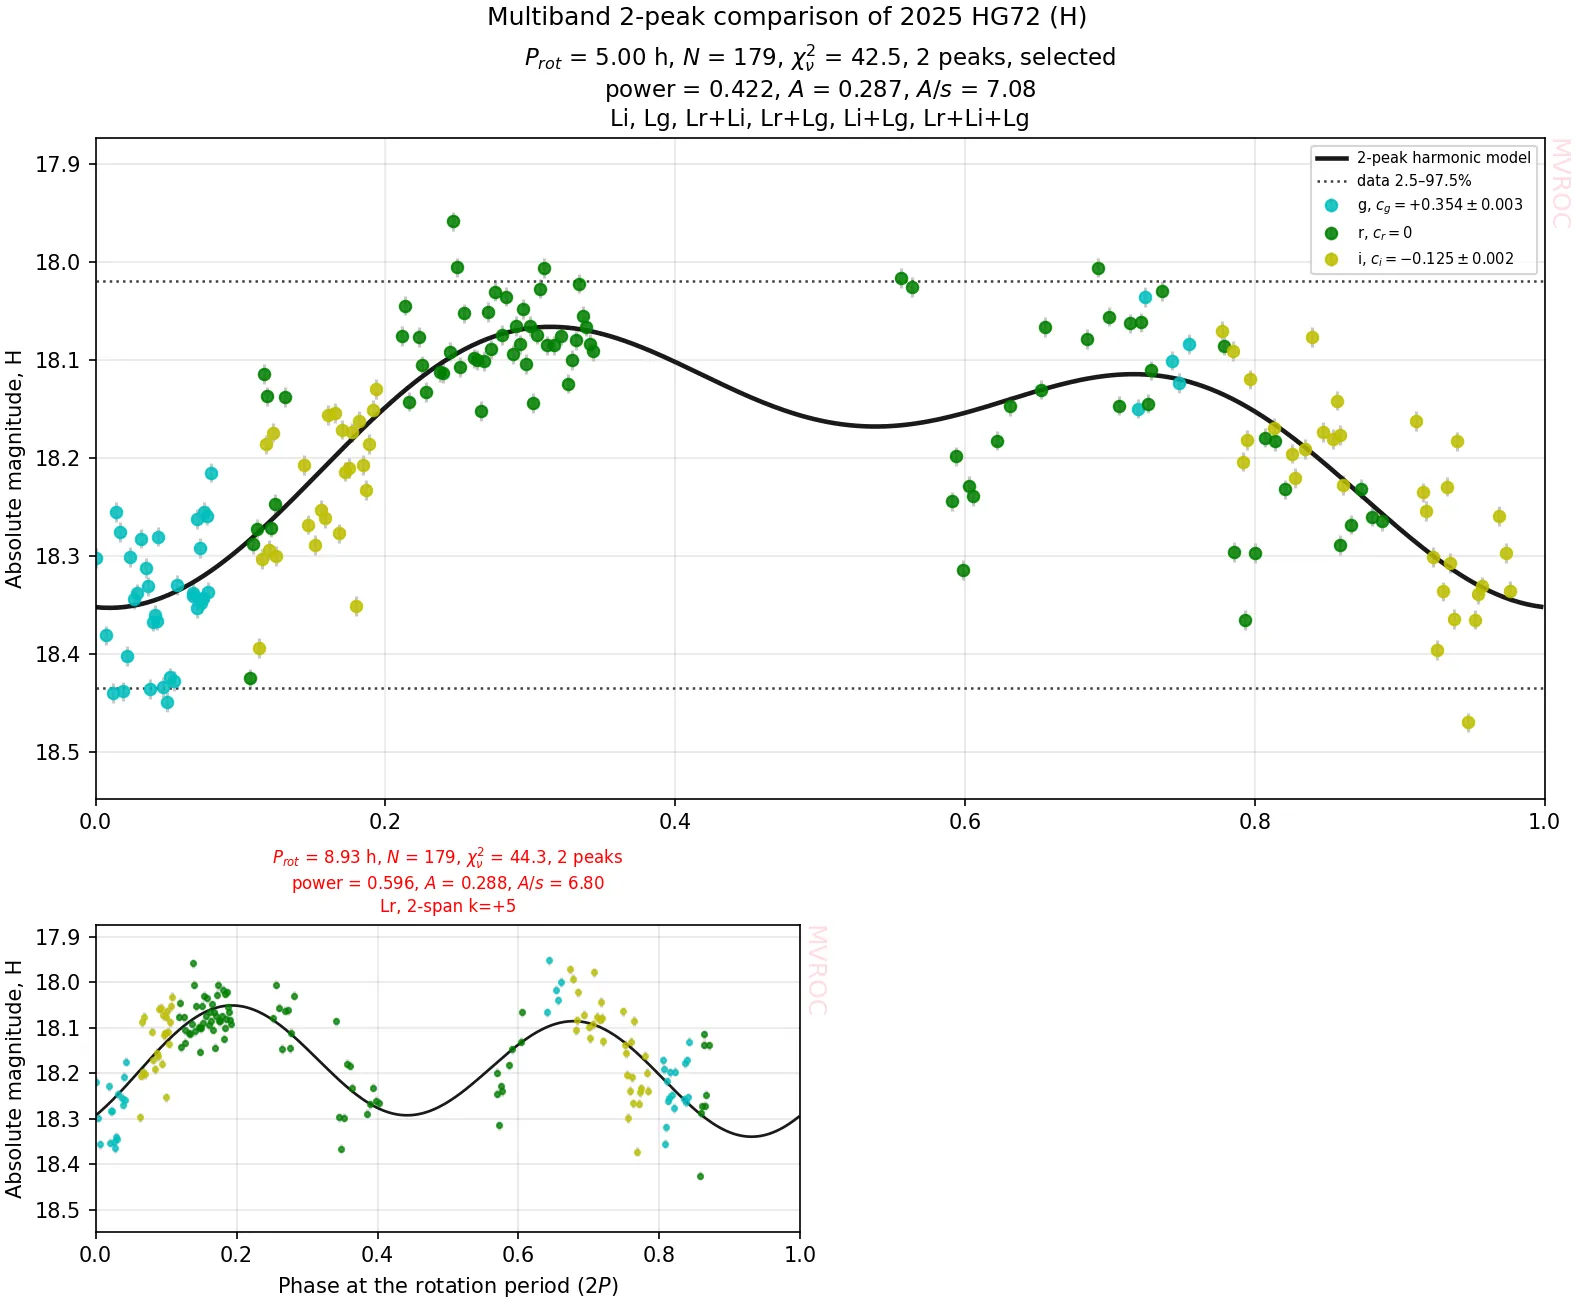 Multiband 2-peak comparison of 2025 HG72 (H)
P_rot = 5.00 h, N = 179, χ²_ν = 42.5, 2 peaks, selected
power = 0.422, A = 0.287, A/s = 7.08
Li, Lg, Lr+Li, Lr+Lg, Li+Lg, Lr+Li+Lg
2-peak harmonic model
data 2.5–97.5%
g, c_g = +0.354 ± 0.003
r, c_r = 0
i, c_i = −0.125 ± 0.002
MVROC
Absolute magnitude, H
17.9
18.0
18.1
18.2
18.3
18.4
18.5
0.0 0.2 0.4 0.6 0.8 1.0
P_rot = 8.93 h, N = 179, χ²_ν = 44.3, 2 peaks
power = 0.596, A = 0.288, A/s = 6.80
Lr, 2-span k=+5
MVROC
Absolute magnitude, H
17.9
18.0
18.1
18.2
18.3
18.4
18.5
0.0 0.2 0.4 0.6 0.8 1.0
Phase at the rotation period (2P)